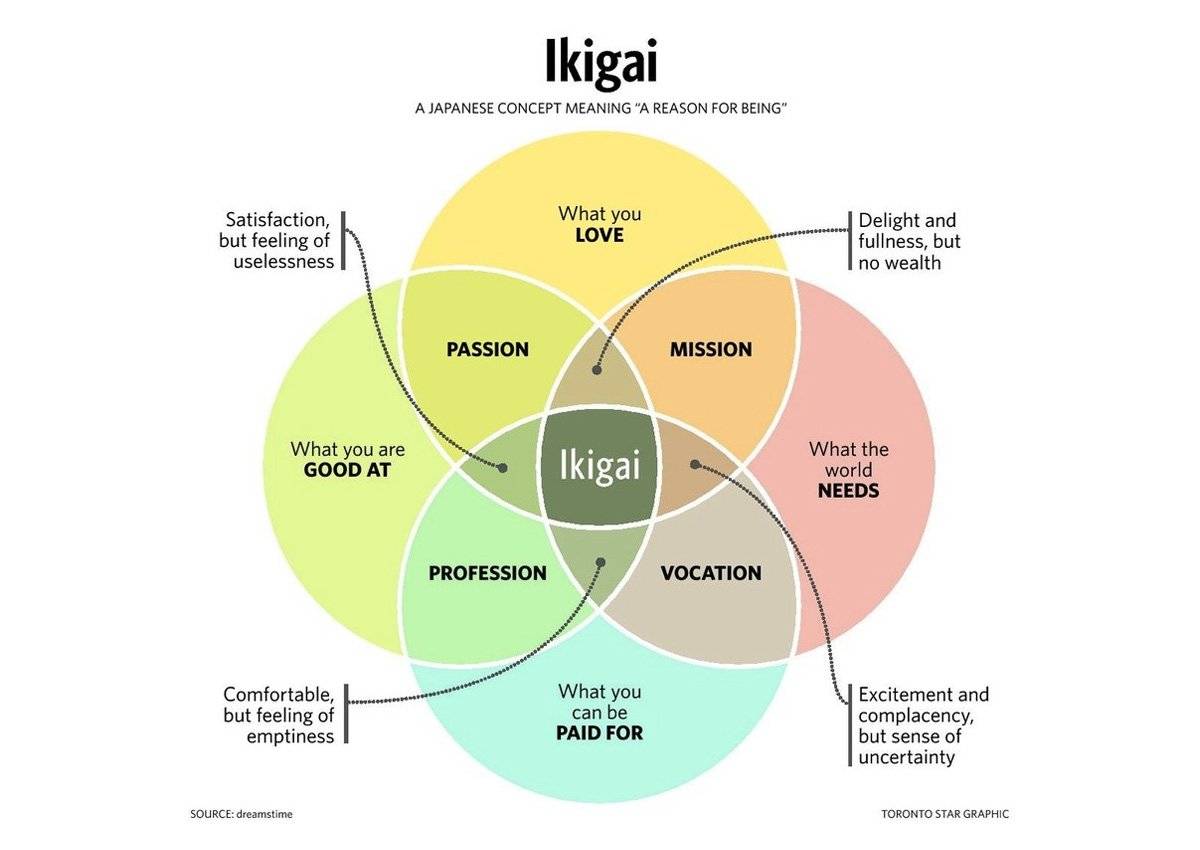 Ikigai
A JAPANESE CONCEPT MEANING “A REASON FOR BEING”
What you
LOVE
Satisfaction,
but feeling of
uselessness
Delight and
fullness, but
no wealth
PASSION
MISSION
What you are
GOOD AT
Ikigai
What the
world
NEEDS
PROFESSION
VOCATION
What you
can be
PAID FOR
Comfortable,
but feeling of
emptiness
Excitement and
complacency,
but sense of
uncertainty
SOURCE: dreamstime
TORONTO STAR GRAPHIC